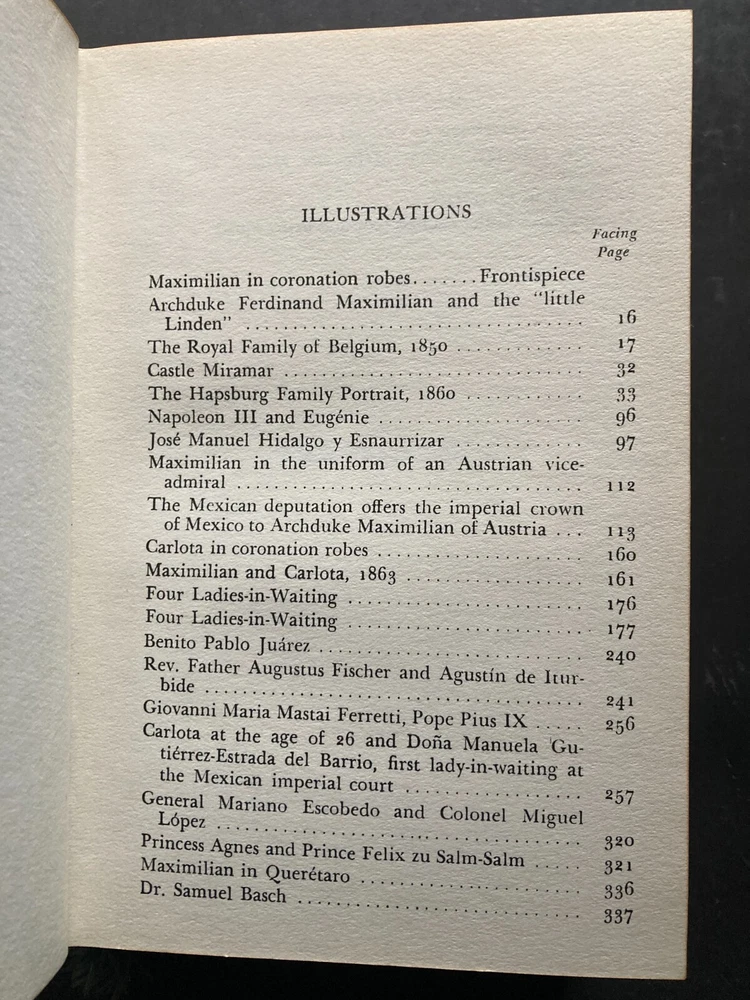 ILLUSTRATIONS
Facing
Page
Maximilian in coronation robes.......Frontispiece
Archduke Ferdinand Maximilian and the "little
Linden" .................................... 16
The Royal Family of Belgium, 1850 ............. 17
Castle Miramar ................................ 32
The Hapsburg Family Portrait, 1860 ............ 33
Napoleon III and Eugénie ...................... 96
José Manuel Hidalgo y Esnaurrizar ............. 97
Maximilian in the uniform of an Austrian vice-
admiral ..................................... 112
The Mexican deputation offers the imperial crown
of Mexico to Archduke Maximilian of Austria ... 113
Carlota in coronation robes ..................... 160
Maximilian and Carlota, 1863 .................. 161
Four Ladies-in-Waiting ......................... 176
Four Ladies-in-Waiting ......................... 177
Benito Pablo Juárez ............................ 240
Rev. Father Augustus Fischer and Agustín de Itur-
bide .......................................... 241
Giovanni Maria Mastai Ferretti, Pope Pius IX ..... 256
Carlota at the age of 26 and Doña Manuela Gu-
tiérrez-Estrada del Barrio, first lady-in-waiting at
the Mexican imperial court .................... 257
General Mariano Escobedo and Colonel Miguel
López ......................................... 320
Princess Agnes and Prince Felix zu Salm-Salm ..... 321
Maximilian in Querétaro ........................ 336
Dr. Samuel Basch ............................... 337